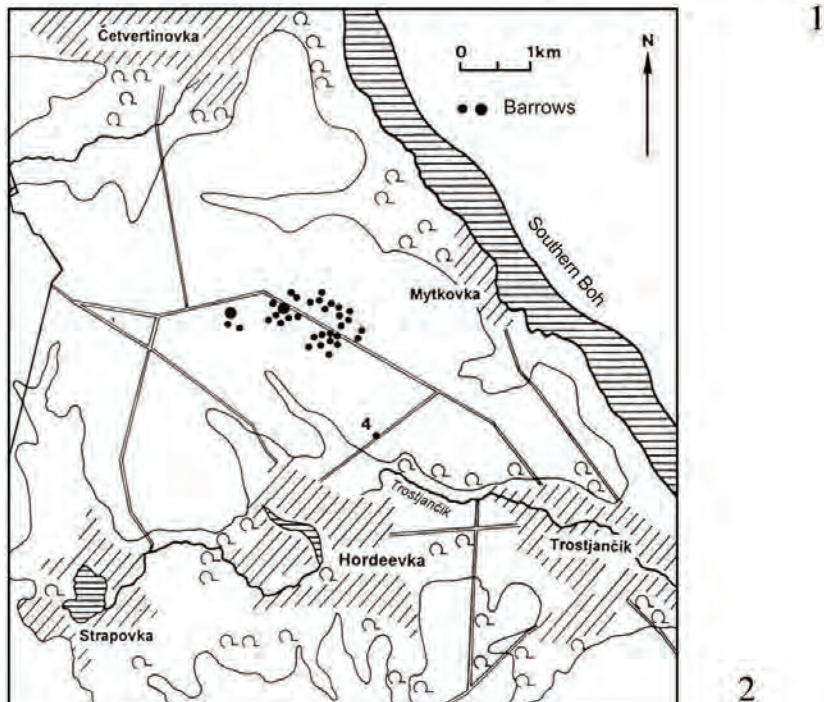 1
Četvertinovka
0 1km
N
Barrows
Southern Boh
Mytkovka
4
Trostjančik
Hordeevka
Trostjančik
Strapovka
2